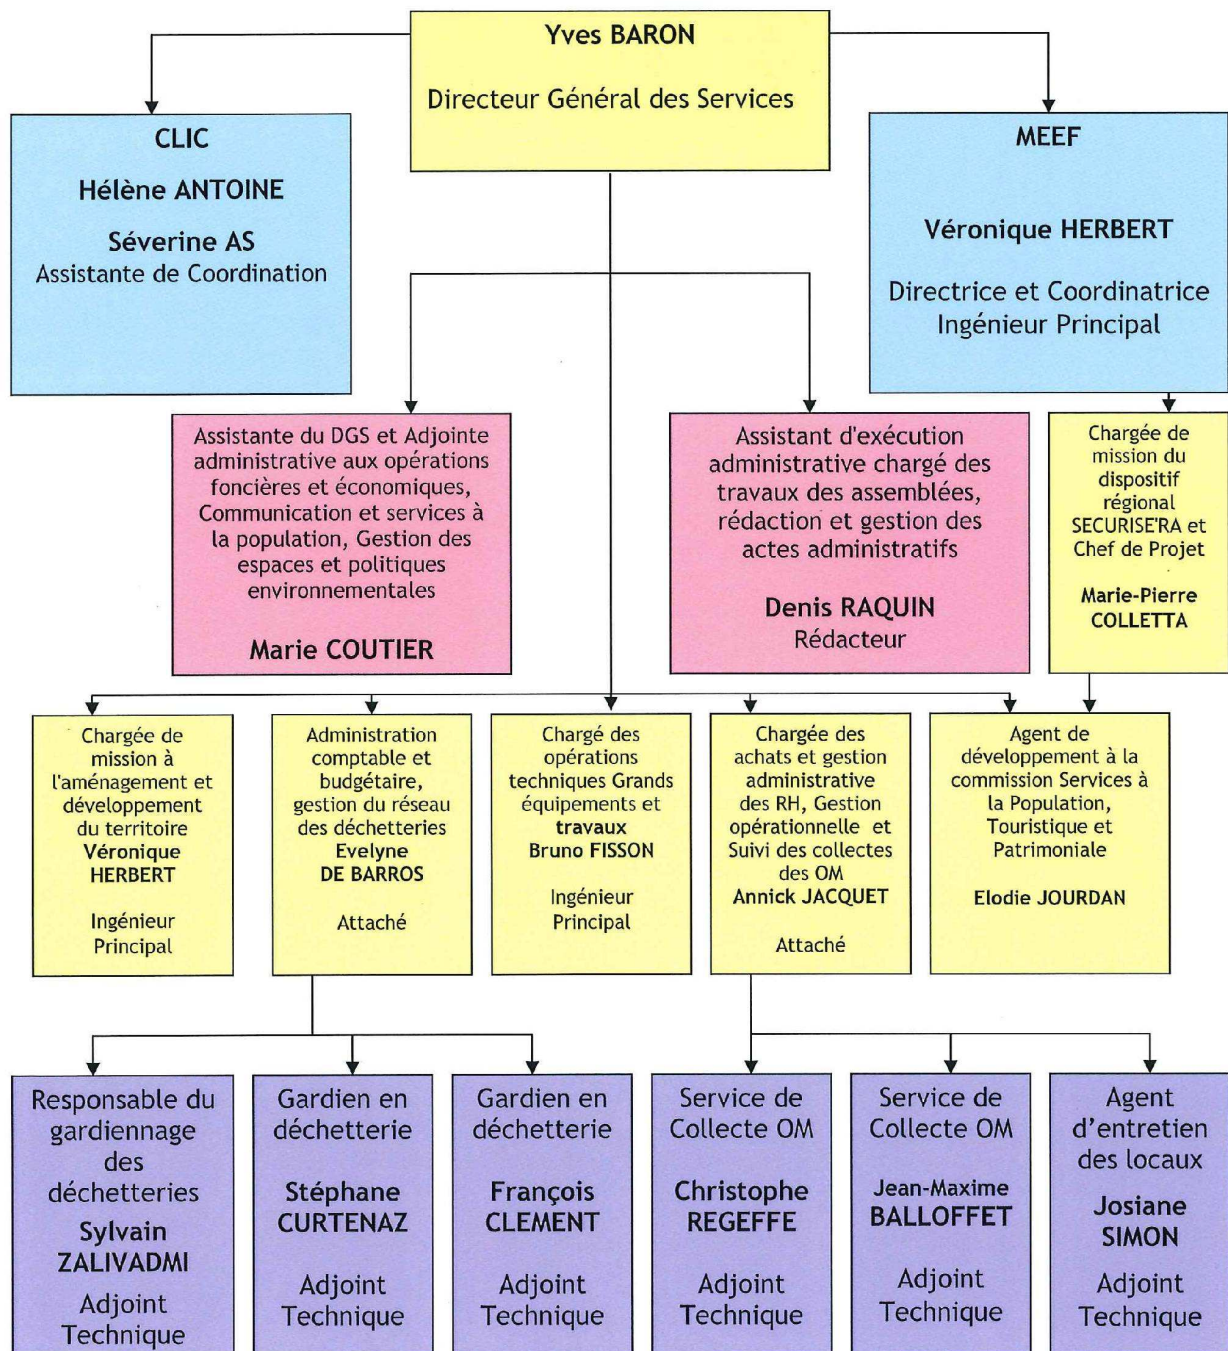 Yves BARON
Directeur Général des Services
CLIC
Hélène ANTOINE
Séverine AS
Assistante de Coordination
MEEF
Véronique HERBERT
Directrice et Coordinatrice
Ingénieur Principal
Assistante du DGS et Adjointe
administrative aux opérations
foncières et économiques,
Communication et services à
la population, Gestion des
espaces et politiques
environnementales
Marie COUTIER
Assistant d'exécution
administrative chargé des
travaux des assemblées,
rédaction et gestion des
actes administratifs
Denis RAQUIN
Rédacteur
Chargée de
mission du
dispositif
régional
SECURISE'RA et
Chef de Projet
Marie-Pierre
COLLETTA
Chargée de
mission à
l'aménagement et
développement
du territoire
Véronique
HERBERT
Ingénieur
Principal
Administration
comptable et
budgétaire,
gestion du réseau
des déchetteries
Evelyne
DE BARROS
Attaché
Chargé des
opérations
techniques Grands
équipements et
travaux
Bruno FISSON
Ingénieur
Principal
Chargée des
achats et gestion
administrative
des RH, Gestion
opérationnelle et
Suivi des collectes
des OM
Annick JACQUET
Attaché
Agent de
développement à la
commission Services à
la Population,
Touristique et
Patrimoniale
Elodie JOURDAN
Responsable du
gardiennage
des
déchetteries
Sylvain
ZALIVADMI
Adjoint
Technique
Gardien en
déchetterie
Stéphane
CURTENAZ
Adjoint
Technique
Gardien en
déchetterie
François
CLEMENT
Adjoint
Technique
Service de
Collecte OM
Christophe
REGEFFE
Adjoint
Technique
Service de
Collecte OM
Jean-Maxime
BALLOFFET
Adjoint
Technique
Agent
d’entretien
des locaux
Josiane
SIMON
Adjoint
Technique